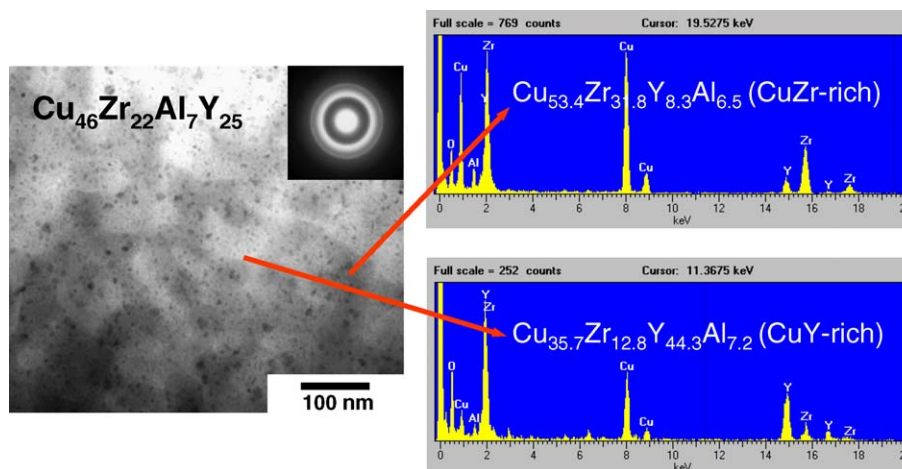 Cu46Zr22Al7Y25
100 nm
Full scale = 769 counts Cursor: 19.5275 keV
Cu Zr Cu
Y
O Al Cu Y Zr Y Zr
Cu53.4Zr31.8Y8.3Al6.5 (CuZr-rich)
0 2 4 6 8 10 12 14 16 18 2
keV
Full scale = 252 counts Cursor: 11.3675 keV
Y
Zr
O Cu Al Cu Cu Y Zr Y Zr
Cu35.7Zr12.8Y44.3Al7.2 (CuY-rich)
0 2 4 6 8 10 12 14 16 18 2
keV